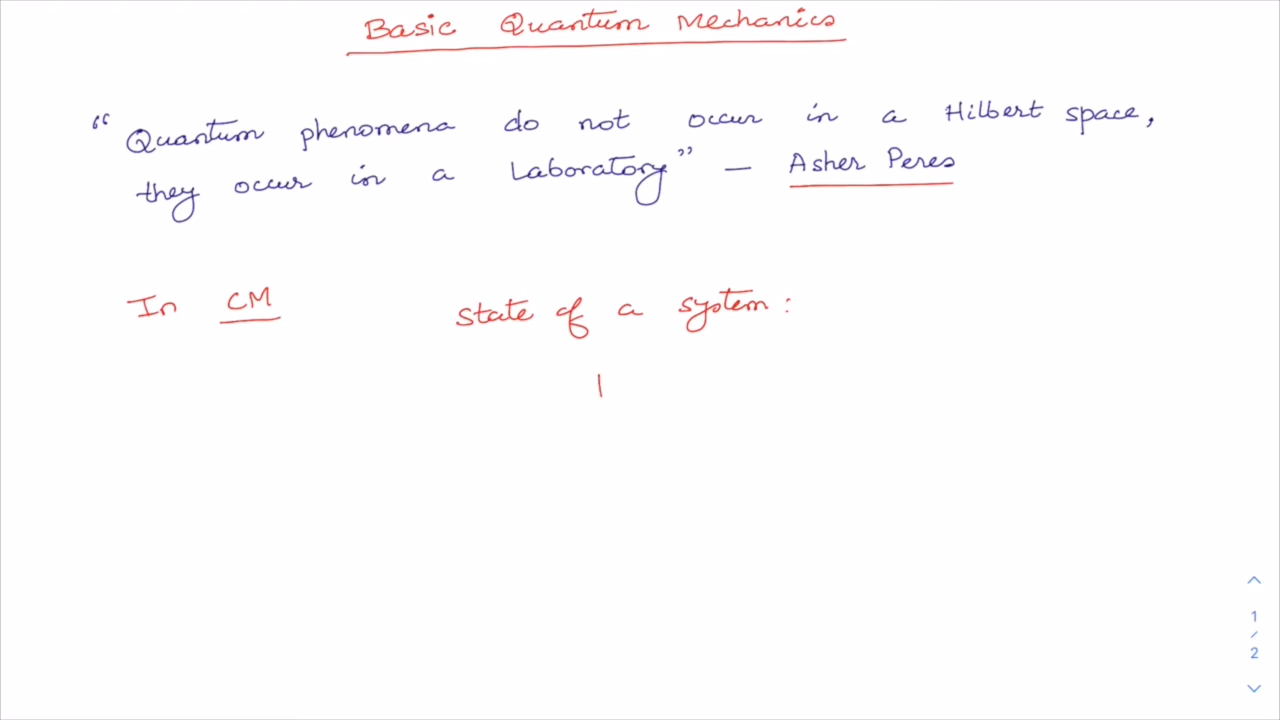 Basic Quantum Mechanics
“Quantum phenomena do not occur in a Hilbert space,
they occur in a Laboratory” — Asher Peres
In CM State of a system:
1
/
2